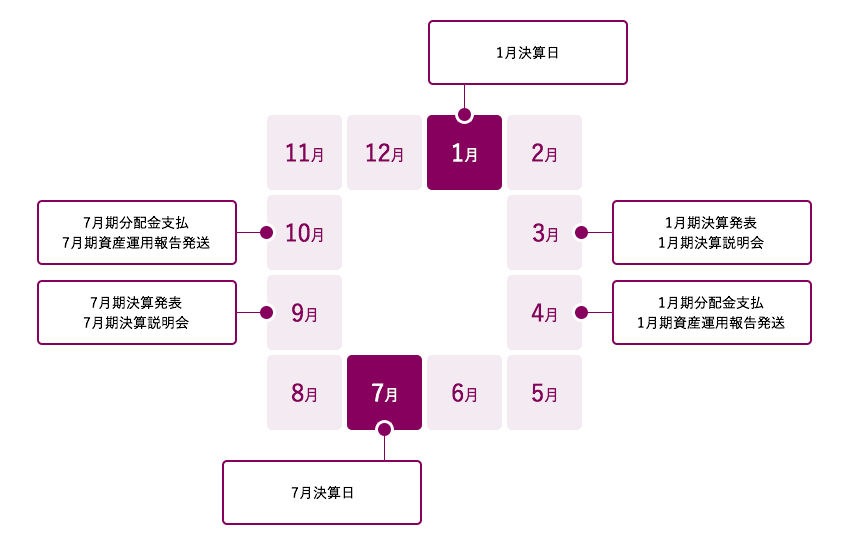 1月決算日
11月
12月
1月
2月
7月期分配金支払
7月期資産運用報告発送
10月
3月
1月期決算発表
1月期決算説明会
7月期決算発表
7月期決算説明会
9月
4月
1月期分配金支払
1月期資産運用報告発送
8月
7月
6月
5月
7月決算日